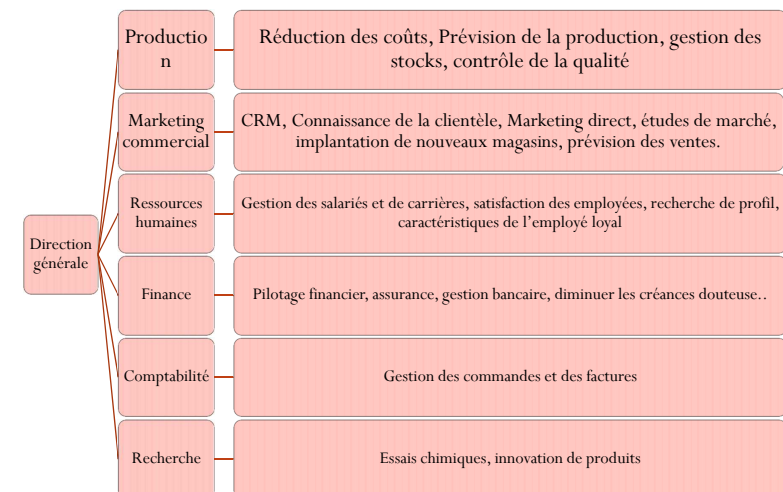 Direction
générale
Productio
n
Réduction des coûts, Prévision de la production, gestion des
stocks, contrôle de la qualité
Marketing
commercial
CRM, Connaissance de la clientèle, Marketing direct, études de marché,
implantation de nouveaux magasins, prévision des ventes.
Ressources
humaines
Gestion des salariés et de carrières, satisfaction des employées, recherche de profil,
caractéristiques de l'employé loyal
Finance
Pilotage financier, assurance, gestion bancaire, diminuer les créances douteuse..
Comptabilité
Gestion des commandes et des factures
Recherche
Essais chimiques, innovation de produits